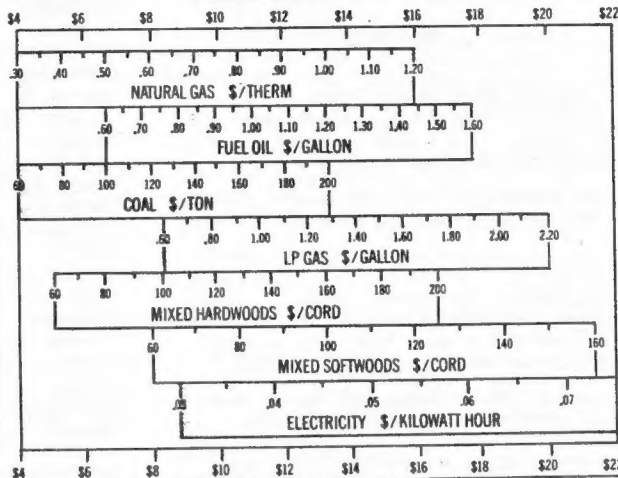 $4 $6 $8 $10 $12 $14 $16 $18 $20 $22
.30 .40 .50 .60 .70 .80 .90 1.00 1.10 1.20
NATURAL GAS $/THERM
.60 .70 .80 .90 1.00 1.10 1.20 1.30 1.40 1.50 1.60
FUEL OIL $/GALLON
60 80 100 120 140 160 180 200
COAL $/TON
.60 .80 1.00 1.20 1.40 1.60 1.80 2.00 2.20
LP GAS $/GALLON
60 80 100 120 140 160 180 200
MIXED HARDWOODS $/CORD
60 80 100 120 140 160
MIXED SOFTWOODS $/CORD
.03 .04 .05 .06 .07
ELECTRICITY $/KILOWATT HOUR
$4 $6 $8 $10 $12 $14 $16 $18 $20 $22